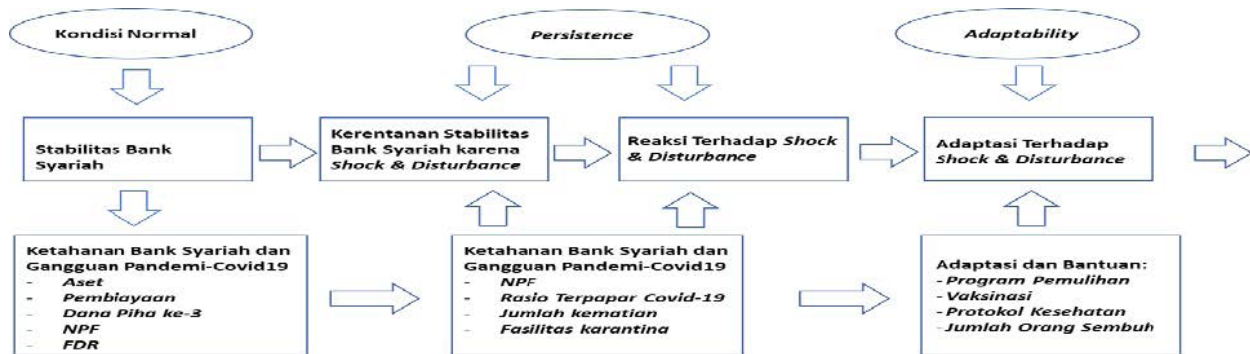 Kondisi Normal
Persistence
Adaptability
Stabilitas Bank
Syariah
Kerentanan Stabilitas
Bank Syariah karena
Shock & Disturbance
Reaksi Terhadap Shock
& Disturbance
Adaptasi Terhadap
Shock & Disturbance
Ketahanan Bank Syariah dan
Gangguan Pandemi-Covid19
- Aset
- Pembiayaan
- Dana Piha ke-3
- NPF
- FDR
Ketahanan Bank Syariah dan
Gangguan Pandemi-Covid19
- NPF
- Rasio Terpapar Covid-19
- Jumlah kematian
- Fasilitas karantina
Adaptasi dan Bantuan:
-Program Pemulihan
-Vaksinasi
-Protokol Kesehatan
-Jumlah Orang Sembuh